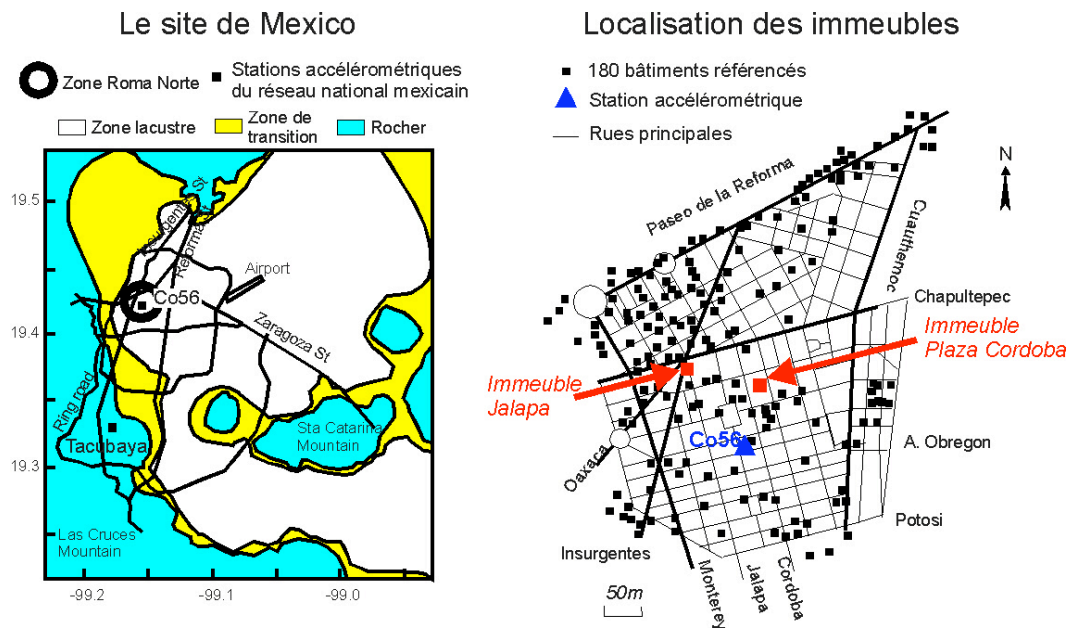 Le site de Mexico
Zone Roma Norte
Stations accélérométriques
du réseau national mexicain
Zone lacustre
Zone de
transition
Rocher
19.5
19.4
19.3
-99.2
-99.1
-99.0
Reforma St
Airport
Co56
Zaragoza St
Ring road
Tacubaya
Sta Catarina
Mountain
Las Cruces
Mountain
Localisation des immeubles
180 bâtiments référencés
Station accélérométrique
Rues principales
N
Paseo de la Reforma
Cuauthemoc
Chapultepec
Immeuble
Plaza Cordoba
Immeuble
Jalapa
Co56
A. Obregon
Oaxaca
Potosi
Insurgentes
Monterey
Jalapa
Cordoba
50m